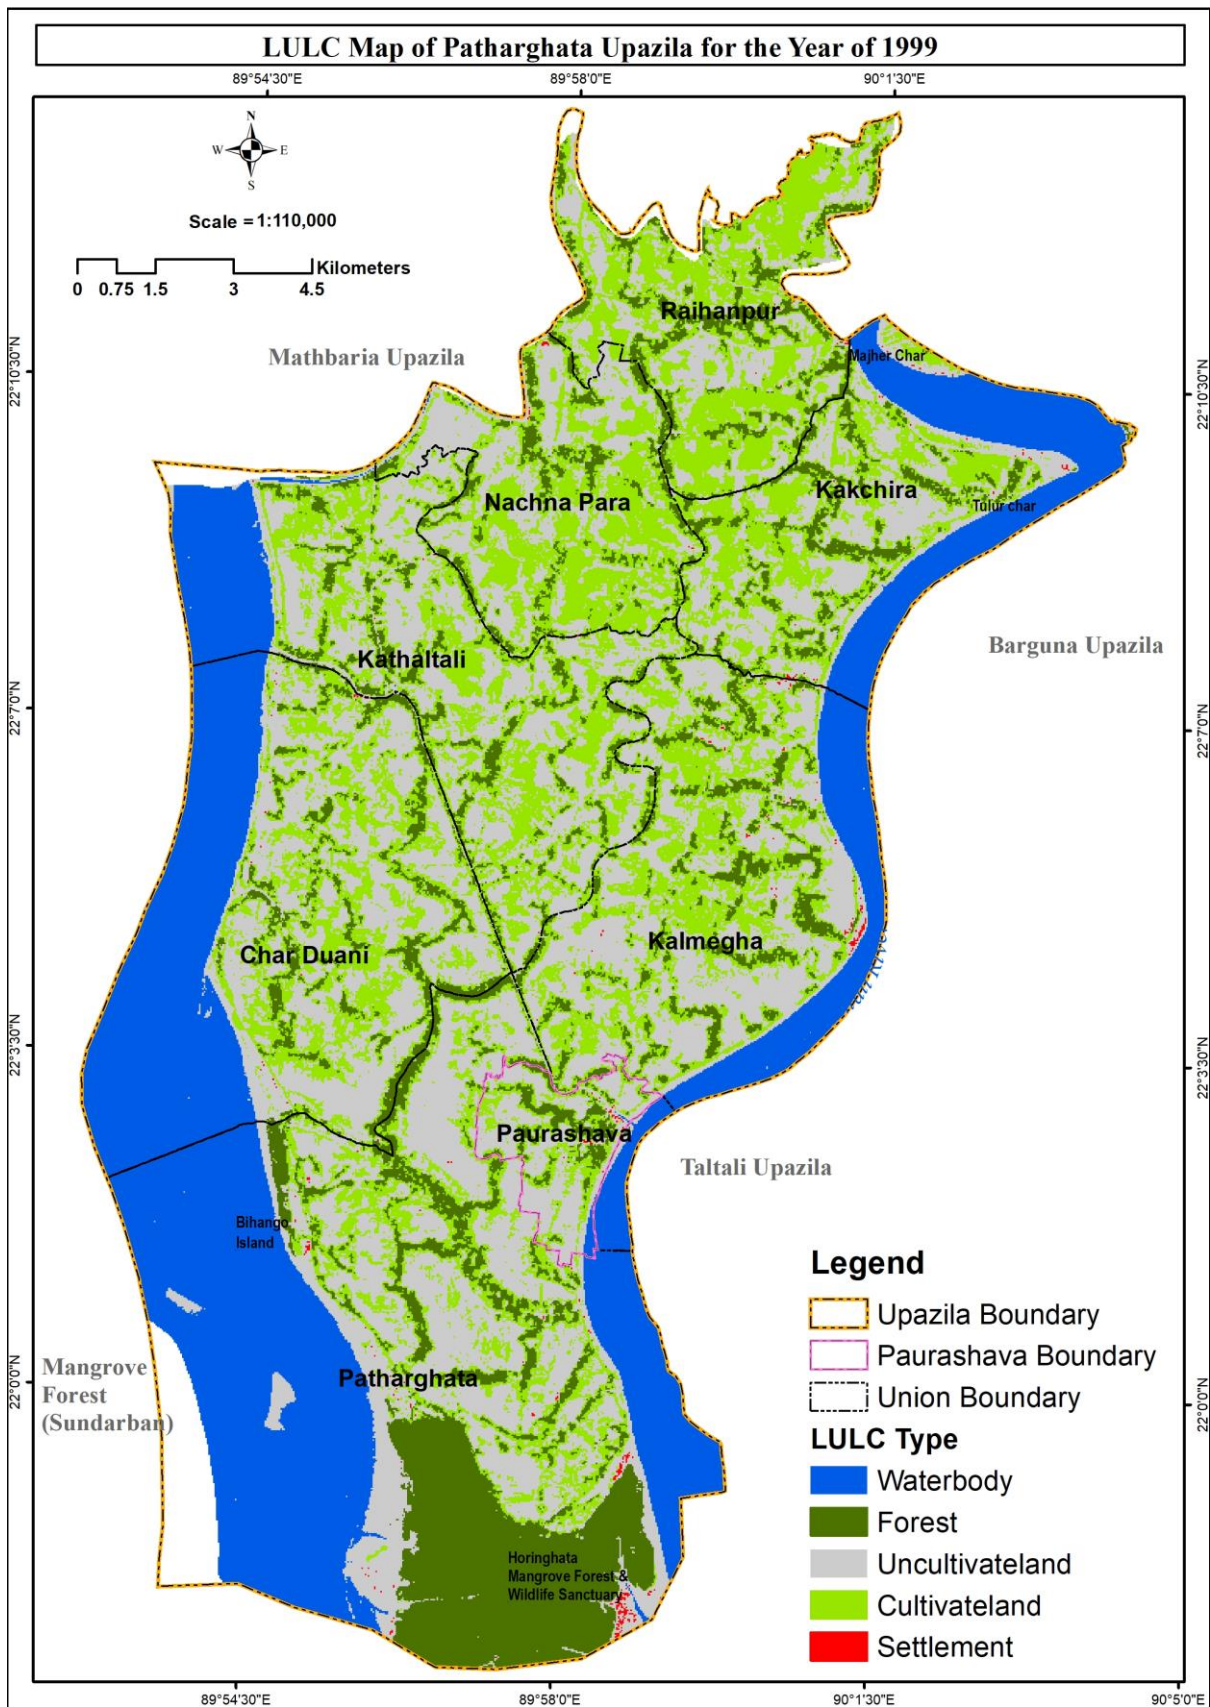 LULC Map of Patharghata Upazila for the Year of 1999
89°54'30"E 89°58'0"E 90°1'30"E
N
W E
S
Scale = 1:110,000
Kilometers
0 0.75 1.5 3 4.5
Raihanpur
Mathbaria Upazila
Majher Char
22°10'30"N
22°10'30"N
Nachna Para
Kakchira
Tulur char
Barguna Upazila
Kathaltali
22°7'0"N
22°7'0"N
Kalmegha
Char Duani
22°3'30"N
22°3'30"N
Paurashava
Taltali Upazila
Bihango
Island
Mangrove
Forest
(Sundarban)
Patharghata
22°0'0"N
22°0'0"N
Horinghata
Mangrove Forest &
Wildlife Sanctuary
Legend
Upazila Boundary
Paurashava Boundary
Union Boundary
LULC Type
Waterbody
Forest
Uncultivateland
Cultivateland
Settlement
89°54'30"E 89°58'0"E 90°1'30"E 90°5'0"E